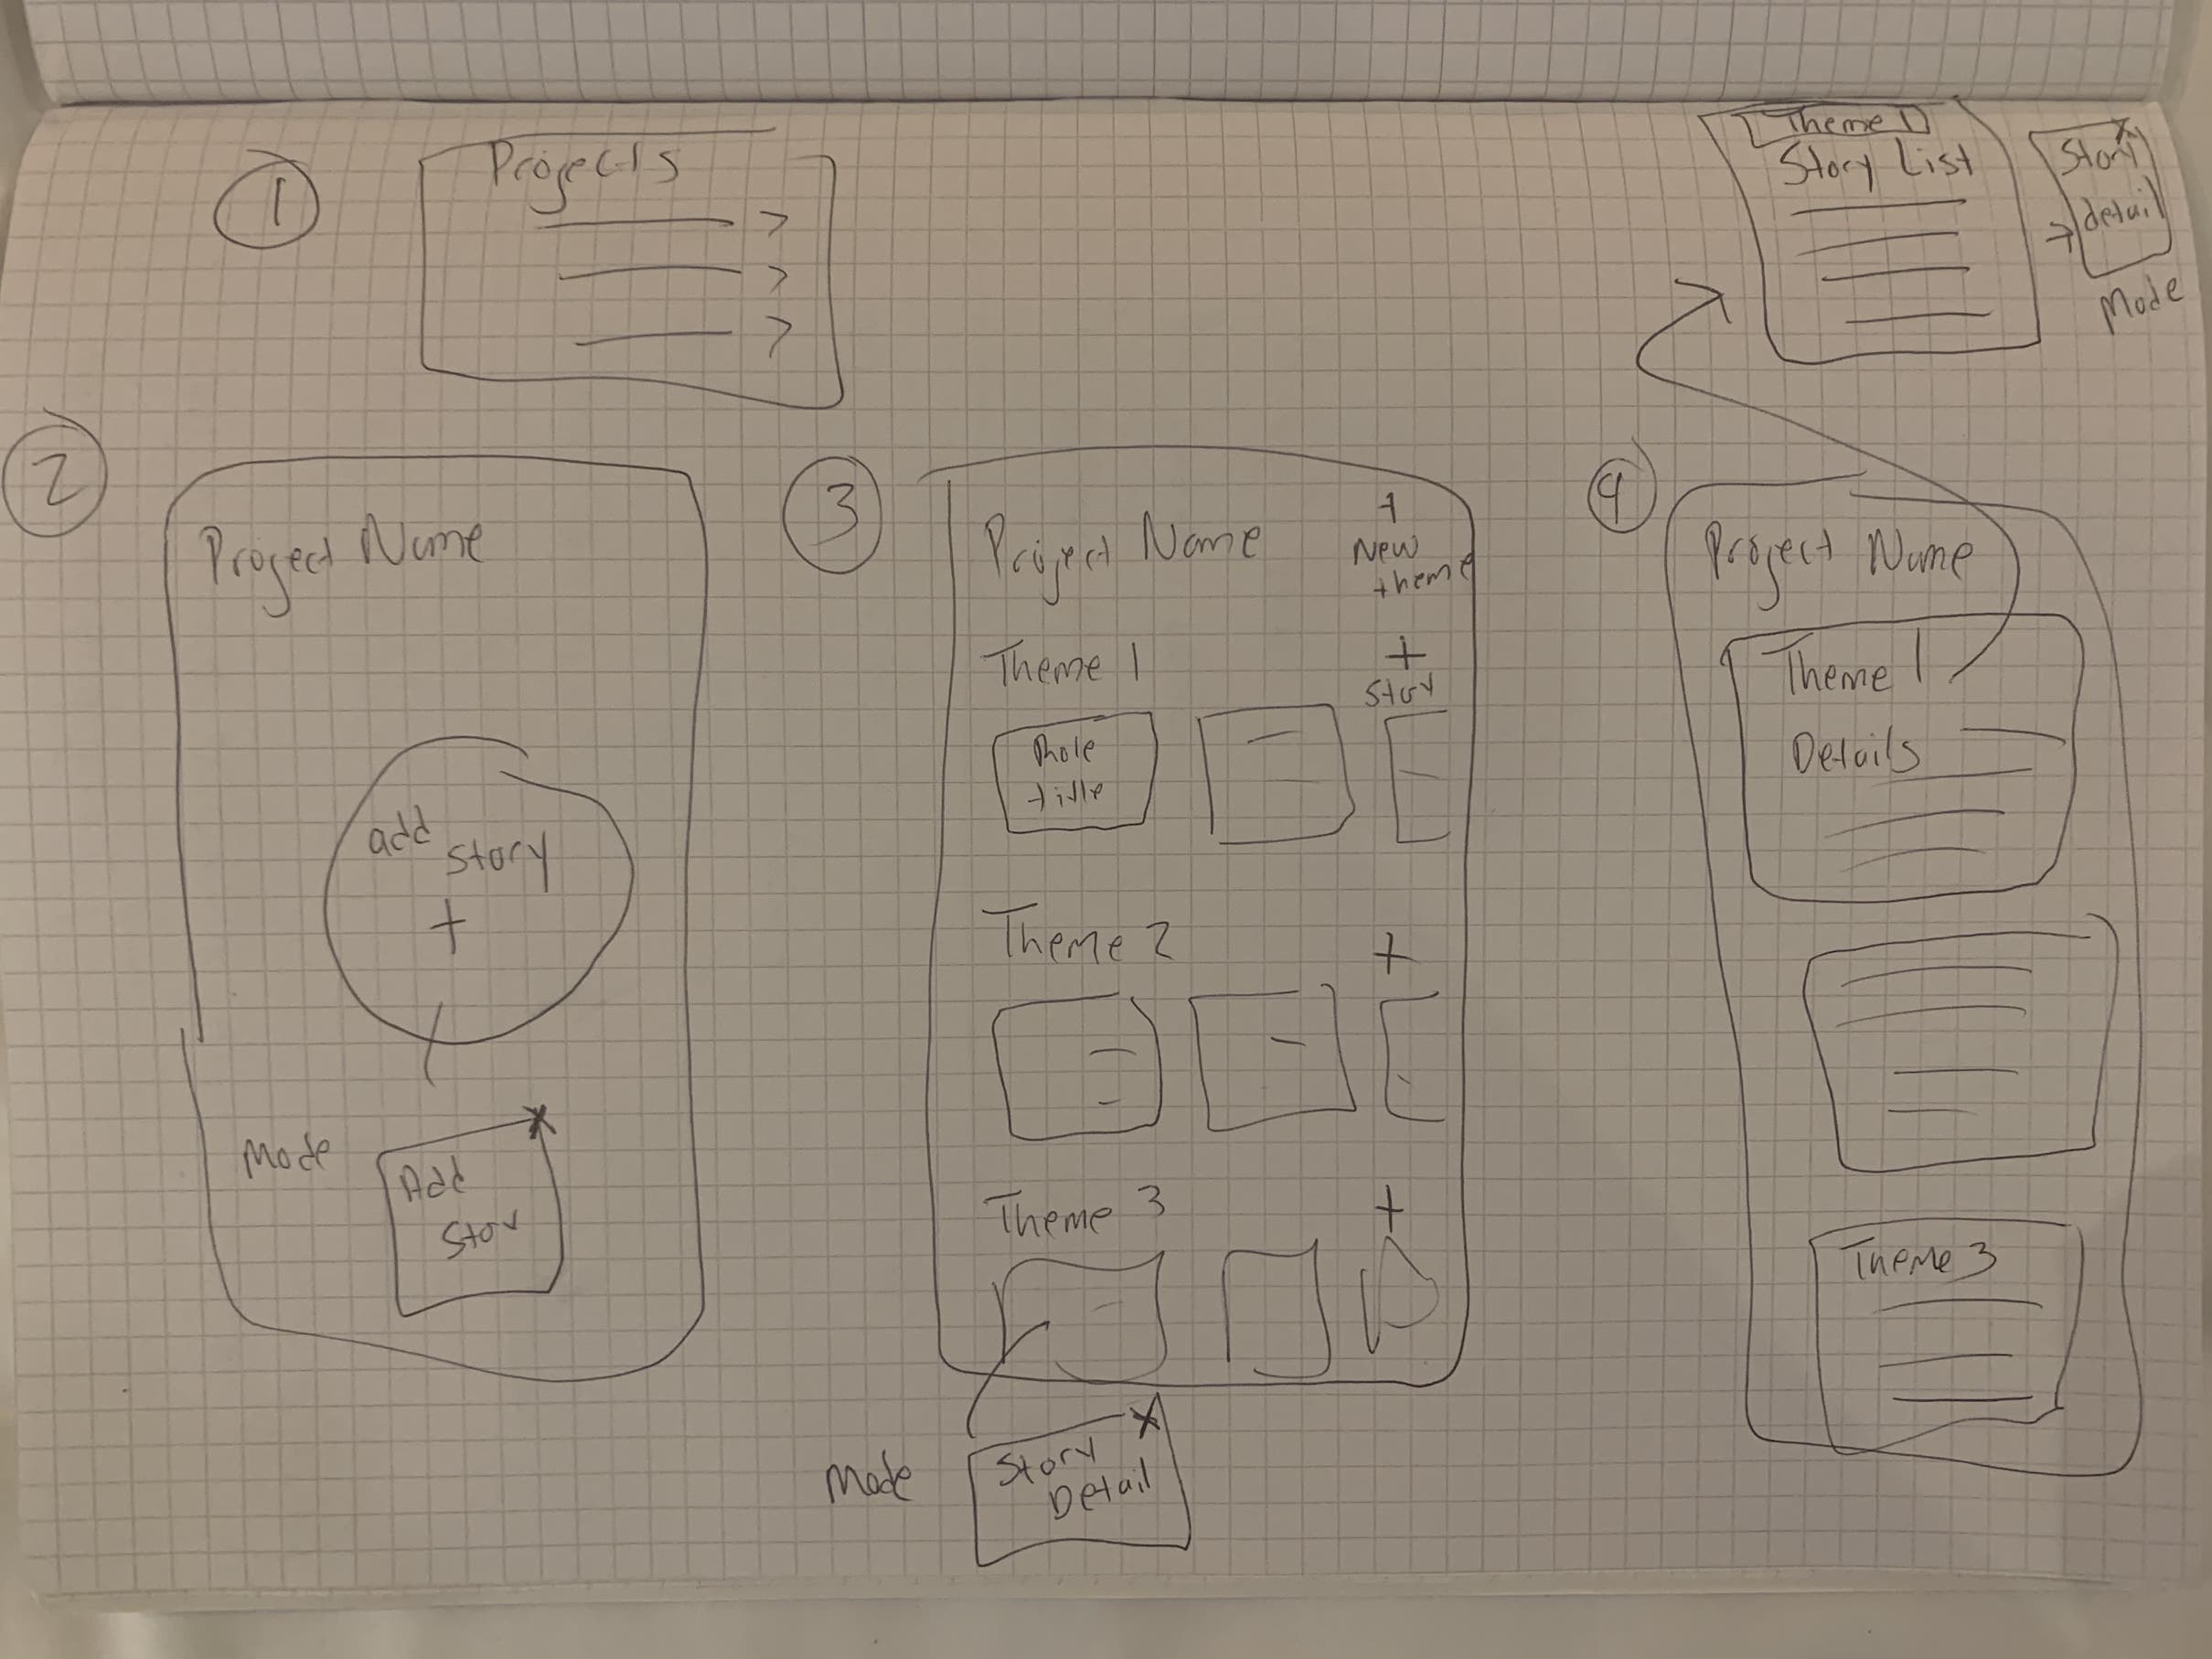 1
Projects
>
>
>
Theme 1
Story List
Story
detail
Mode
2
Project Name
add
story
+
Mode
X
Add
Stov
3
Project Name
+
New
theme
Theme 1
+
Story
title
Theme 2
+
Theme 3
+
Mode
X
Story
Detail
4
Project Name
Theme 1
Details
Theme 3